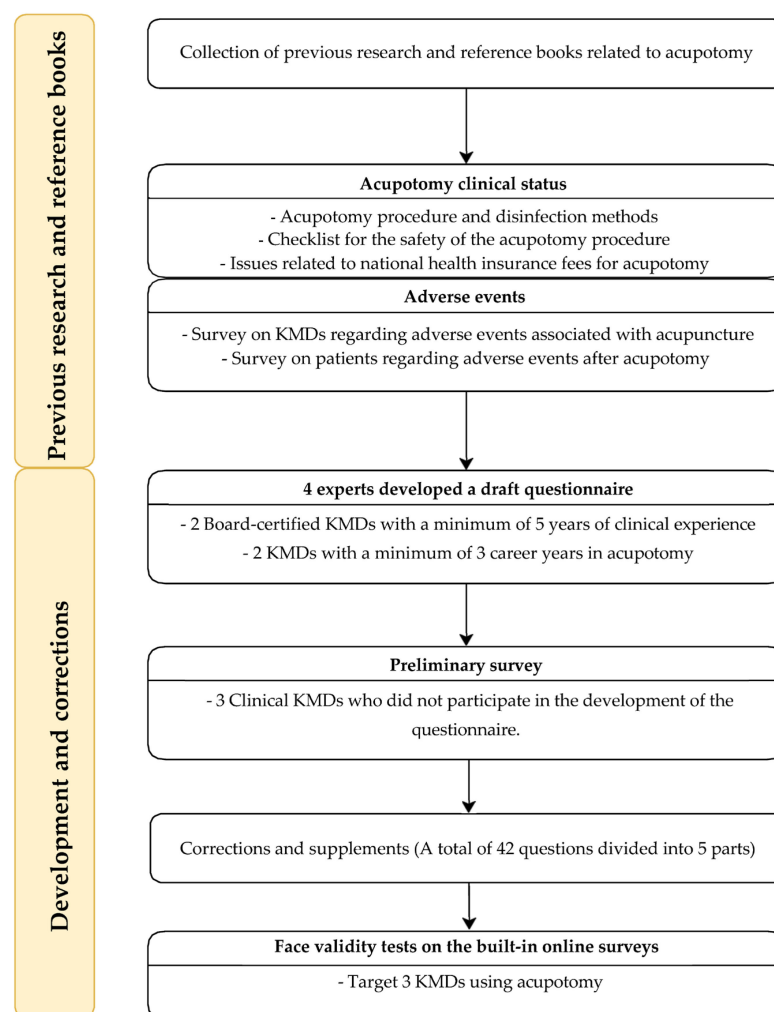 Previous research and reference books
Collection of previous research and reference books related to acupotomy
Acupotomy clinical status
- Acupotomy procedure and disinfection methods
- Checklist for the safety of the acupotomy procedure
- Issues related to national health insurance fees for acupotomy
Adverse events
- Survey on KMDs regarding adverse events associated with acupuncture
- Survey on patients regarding adverse events after acupotomy
Development and corrections
4 experts developed a draft questionnaire
- 2 Board-certified KMDs with a minimum of 5 years of clinical experience
- 2 KMDs with a minimum of 3 career years in acupotomy
Preliminary survey
- 3 Clinical KMDs who did not participate in the development of the
questionnaire.
Corrections and supplements (A total of 42 questions divided into 5 parts)
Face validity tests on the built-in online surveys
- Target 3 KMDs using acupotomy